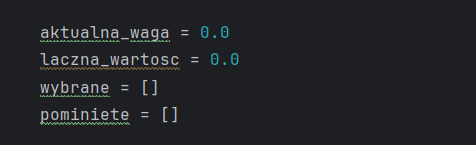 aktualna_waga = 0.0
laczna_wartosc = 0.0
wybrane = []
pominiete = []